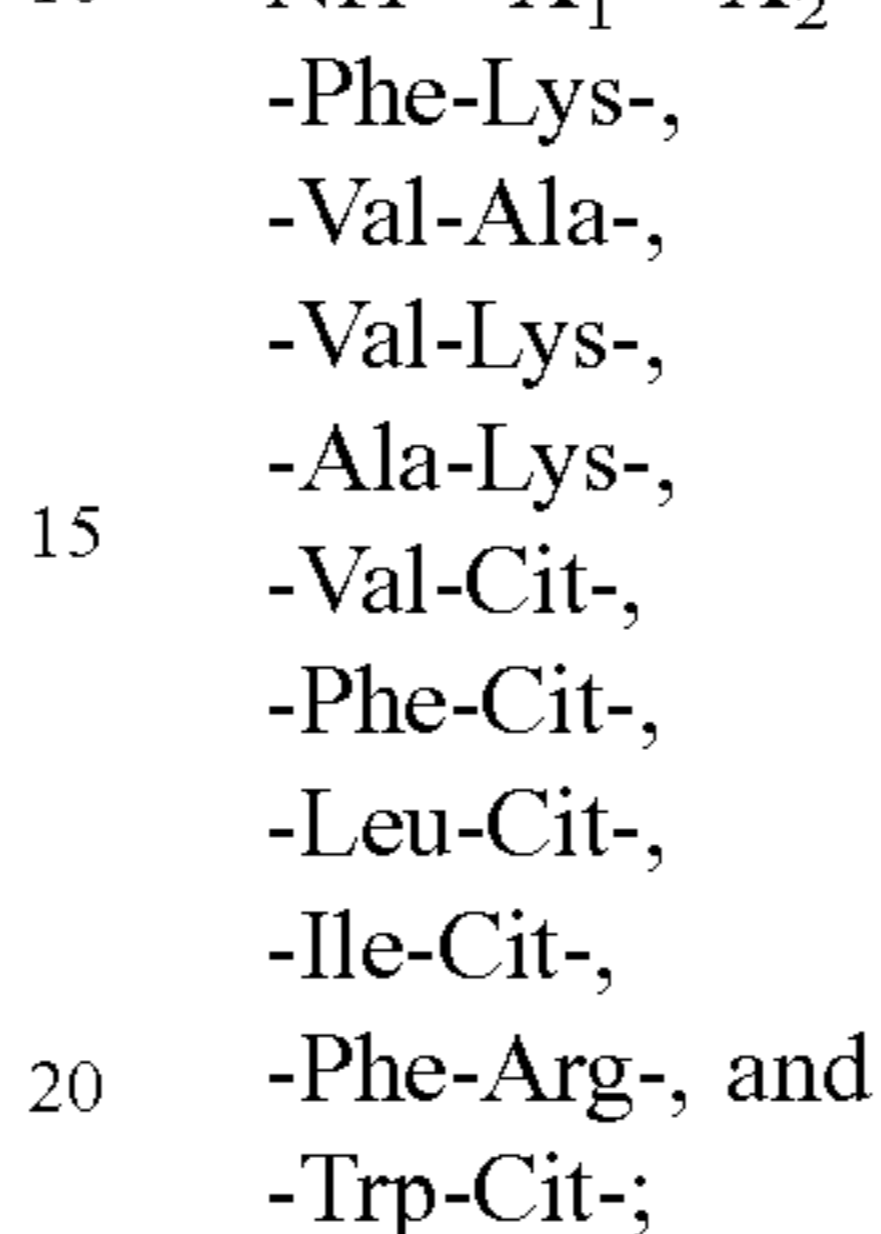 -Phe-Lys-,
-Val-Ala-,
-Val-Lys-,
-Ala-Lys-,
15
-Val-Cit-,
-Phe-Cit-,
-Leu-Cit-,
-Ile-Cit-,
20 -Phe-Arg-, and
-Trp-Cit-;